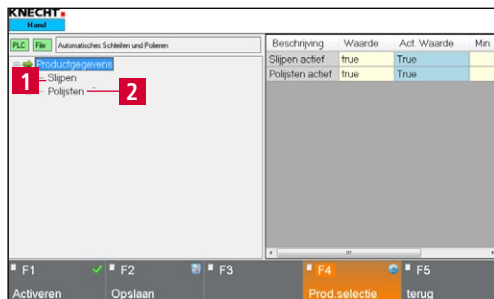 KNECHT
Hand
PLC File Automatisches Schleifen und Polieren
Productgegevens
1 Slijpen
Polijsten 2
Beschrijving Waarde Act. Waarde Min
Slijpen actief true True
Polijsten actief true True
F1 F2 F3 F4 F5
Activeren Opslaan Prod.selectie terug